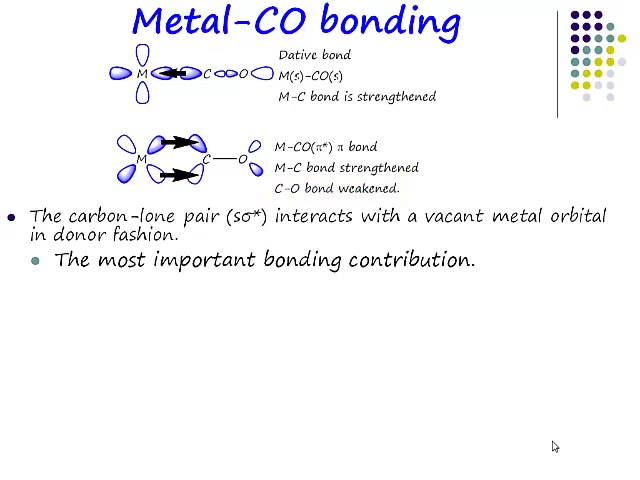 Metal-CO bonding
M C O
Dative bond
M(s)-CO(s)
M-C bond is strengthened
M C O
M-CO(π*) π bond
M-C bond strengthened
C-O bond weakened.
The carbon-lone pair (sσ*) interacts with a vacant metal orbital
in donor fashion.
The most important bonding contribution.